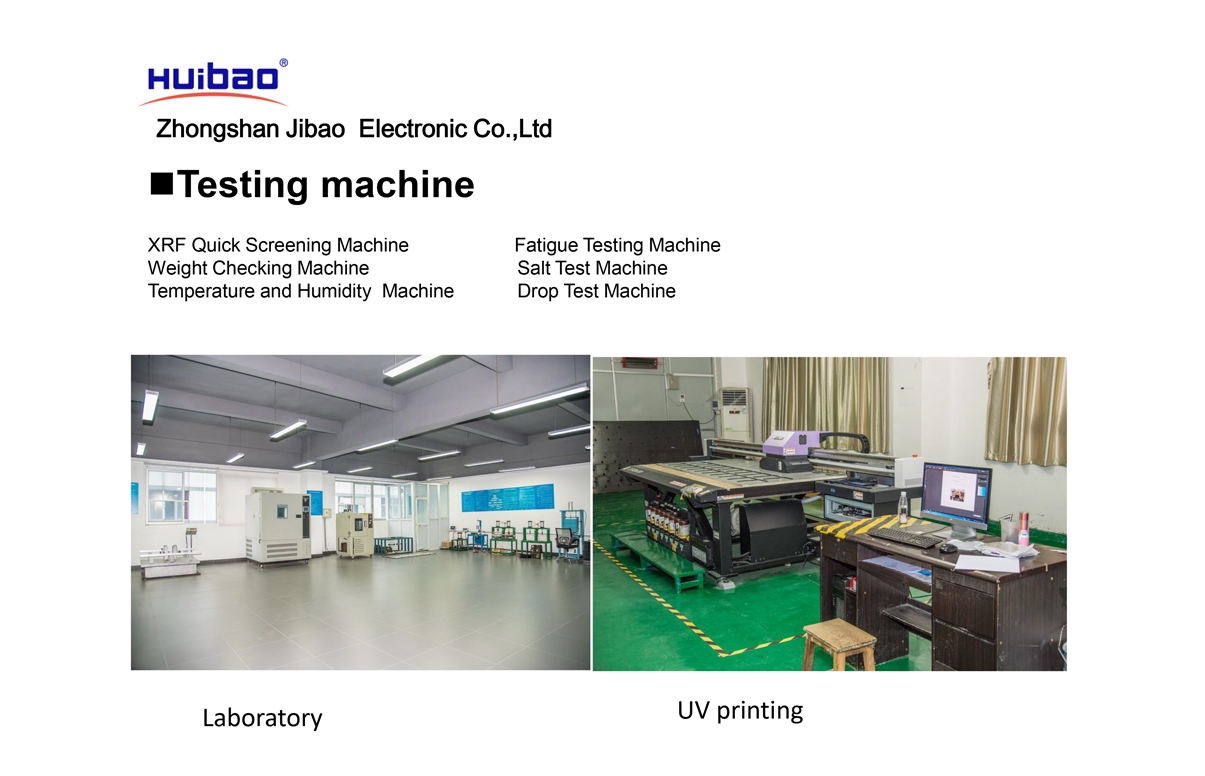 HUibao®
Zhongshan Jibao Electronic Co.,Ltd
■Testing machine
XRF Quick Screening Machine
Fatigue Testing Machine
Weight Checking Machine
Salt Test Machine
Temperature and Humidity Machine
Drop Test Machine
Laboratory
UV printing